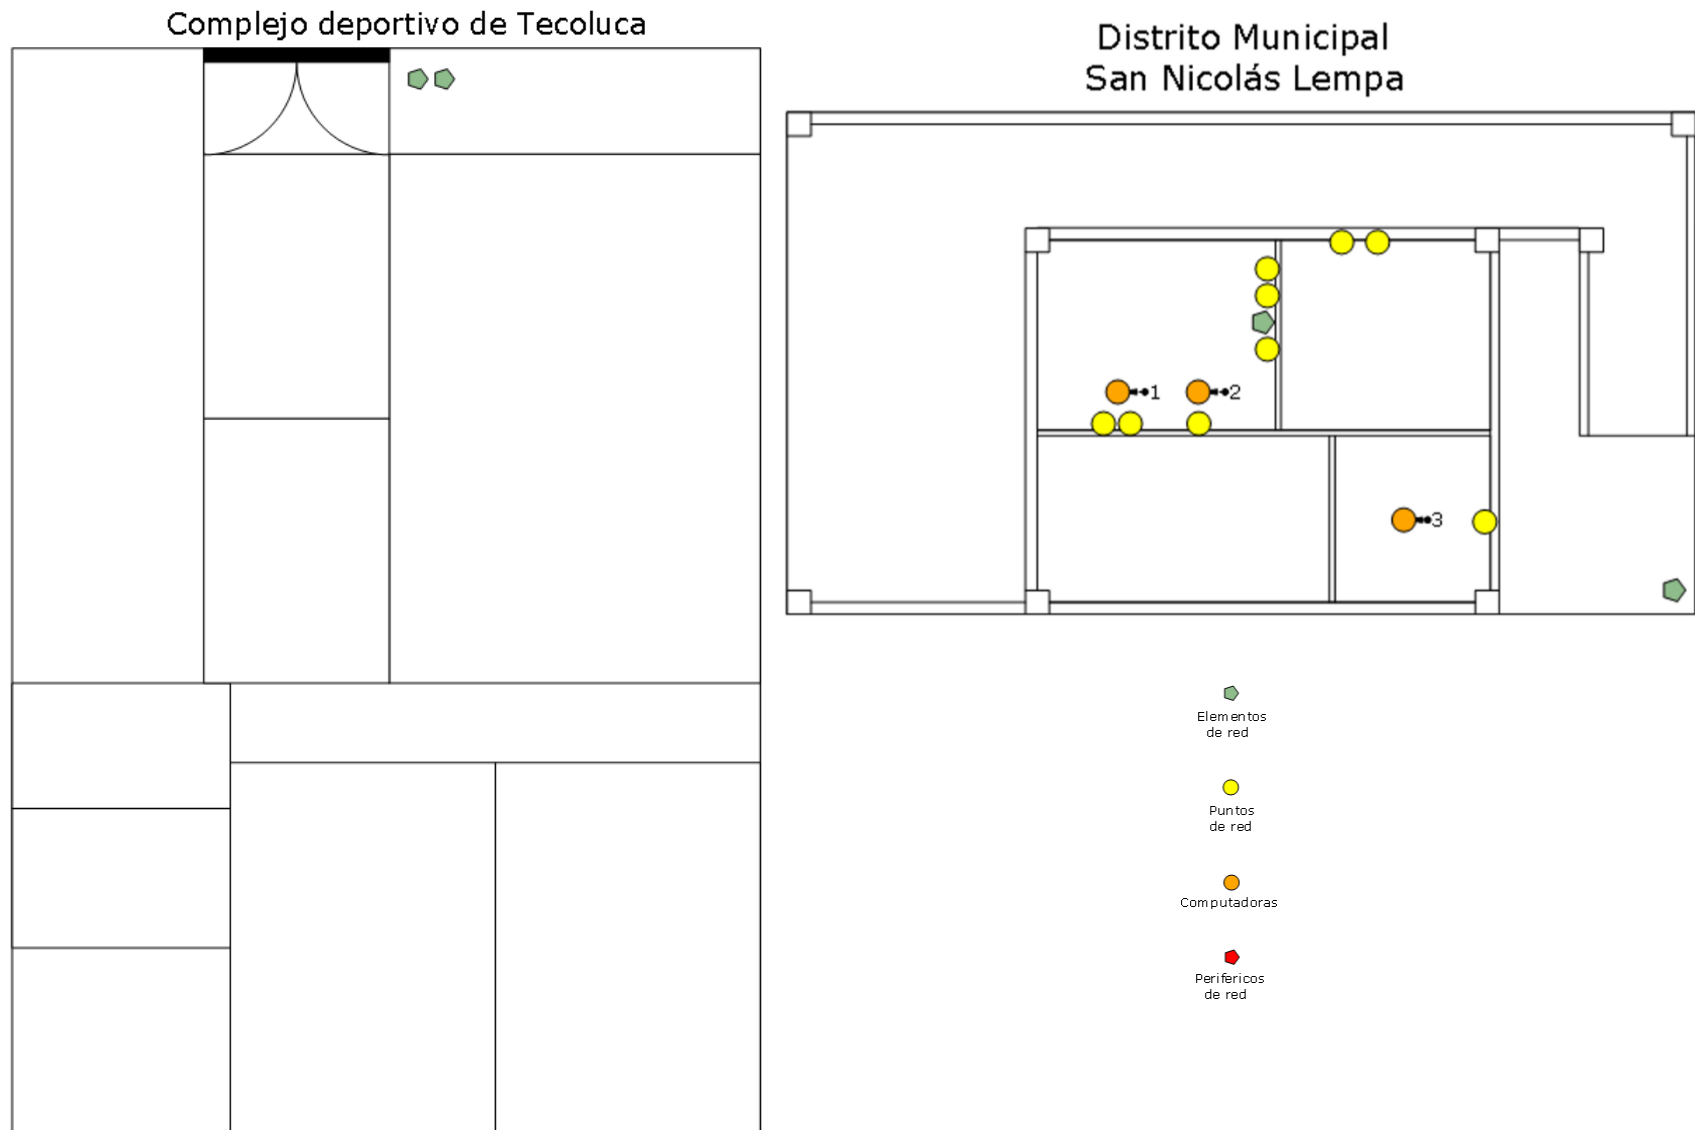 Complejo deportivo de Tecoluca
Distrito Municipal
San Nicolás Lempa
1
2
3
Elementos
de red
Puntos
de red
Computadoras
Perifericos
de red